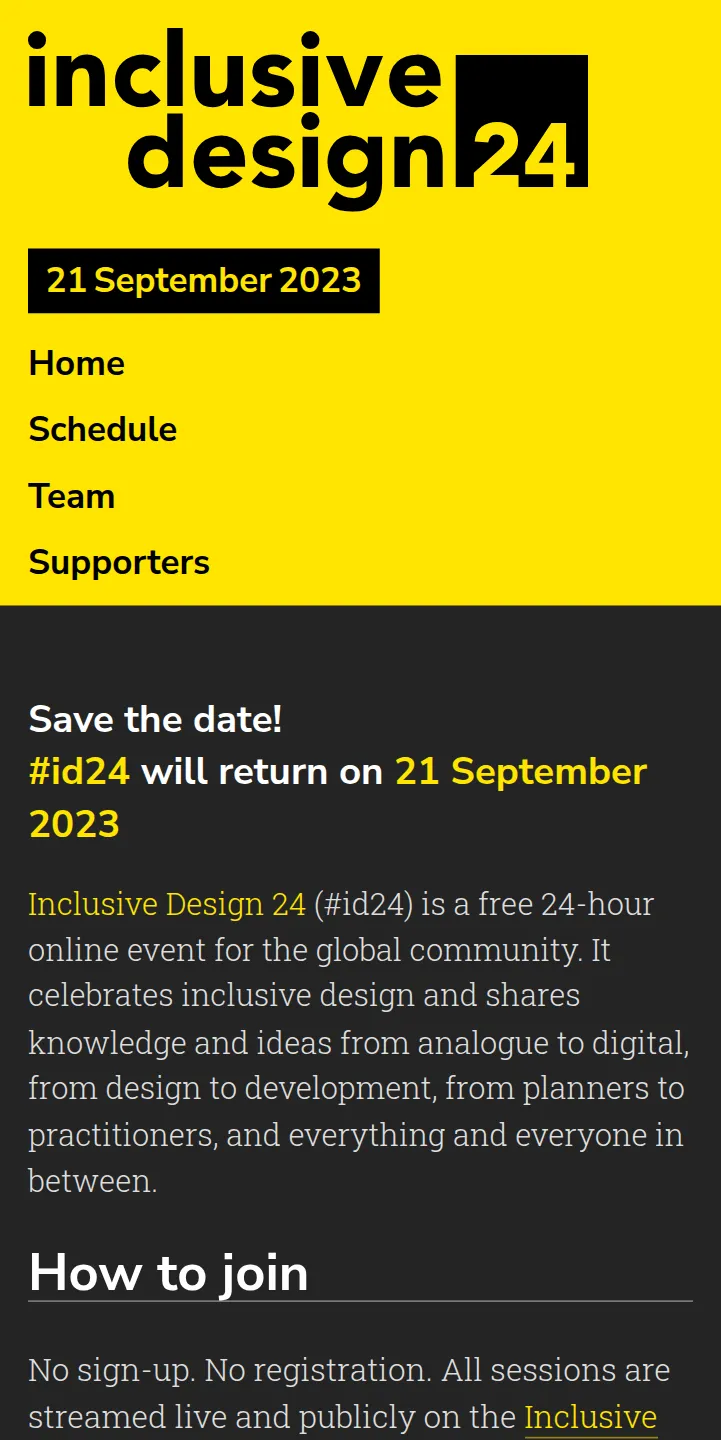 inclusive
design 24
21 September 2023
Home
Schedule
Team
Supporters
Save the date!
#id24 will return on 21 September
2023
Inclusive Design 24 (#id24) is a free 24-hour
online event for the global community. It
celebrates inclusive design and shares
knowledge and ideas from analogue to digital,
from design to development, from planners to
practitioners, and everything and everyone in
between.
How to join
No sign-up. No registration. All sessions are
streamed live and publicly on the Inclusive